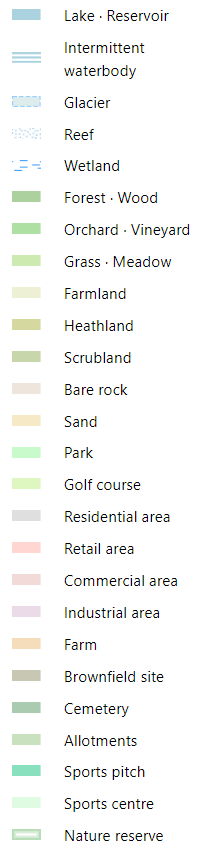 Lake · Reservoir
Intermittent
waterbody
Glacier
Reef
Wetland
Forest · Wood
Orchard · Vineyard
Grass · Meadow
Farmland
Heathland
Scrubland
Bare rock
Sand
Park
Golf course
Residential area
Retail area
Commercial area
Industrial area
Farm
Brownfield site
Cemetery
Allotments
Sports pitch
Sports centre
Nature reserve